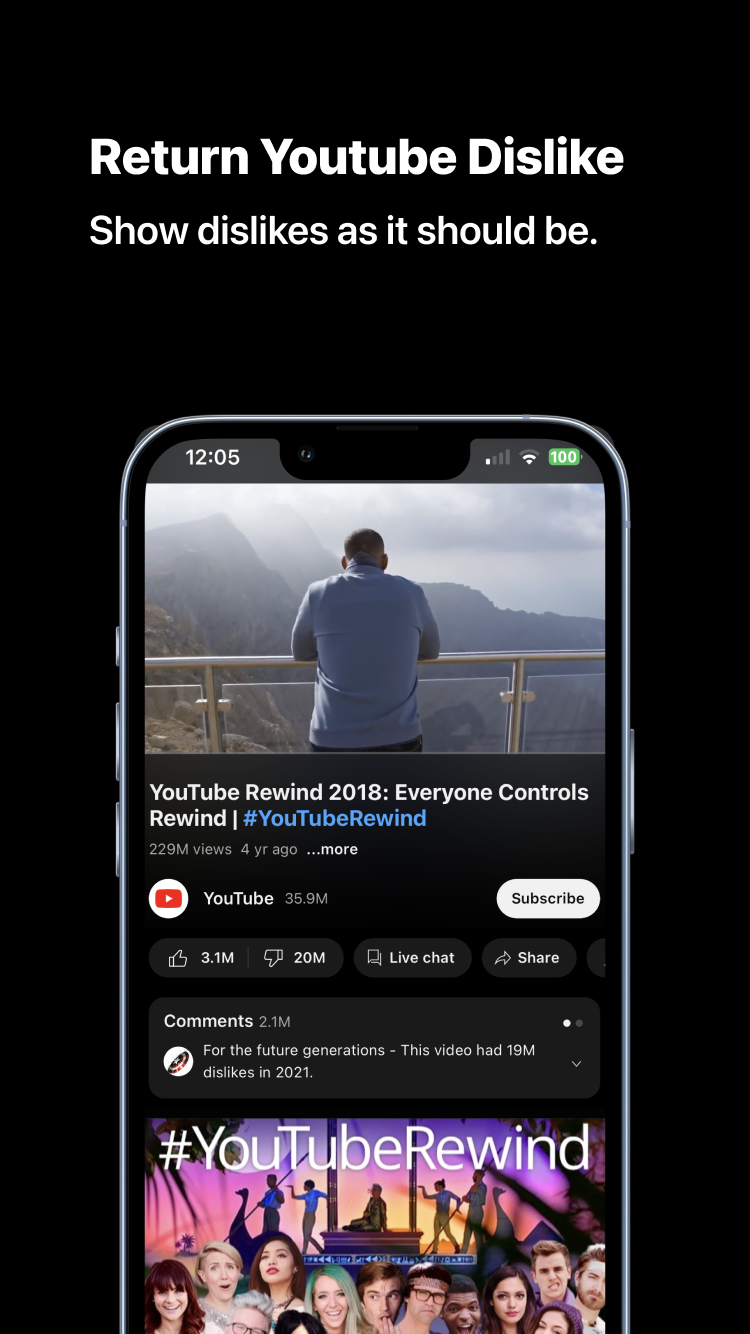 Return Youtube Dislike
Show dislikes as it should be.
12:05
100
YouTube Rewind 2018: Everyone Controls
Rewind | #YouTubeRewind
229M views 4 yr ago ...more
YouTube 35.9M
Subscribe
3.1M 20M Live chat Share
Comments 2.1M
For the future generations - This video had 19M
dislikes in 2021.
#YouTubeRewind